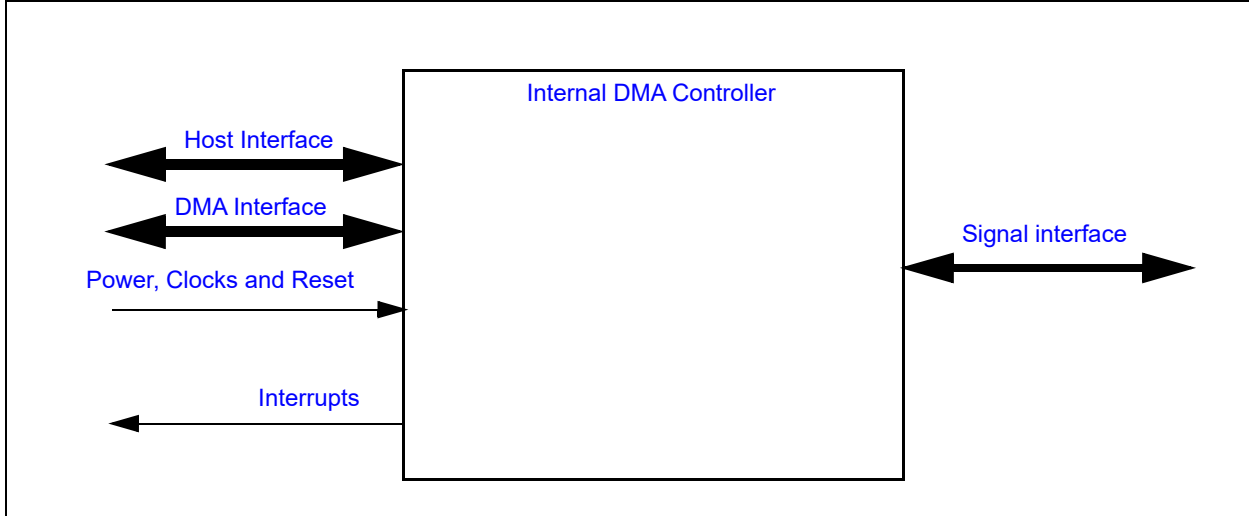 Internal DMA Controller
Host Interface
DMA Interface
Signal interface
Power, Clocks and Reset
Interrupts